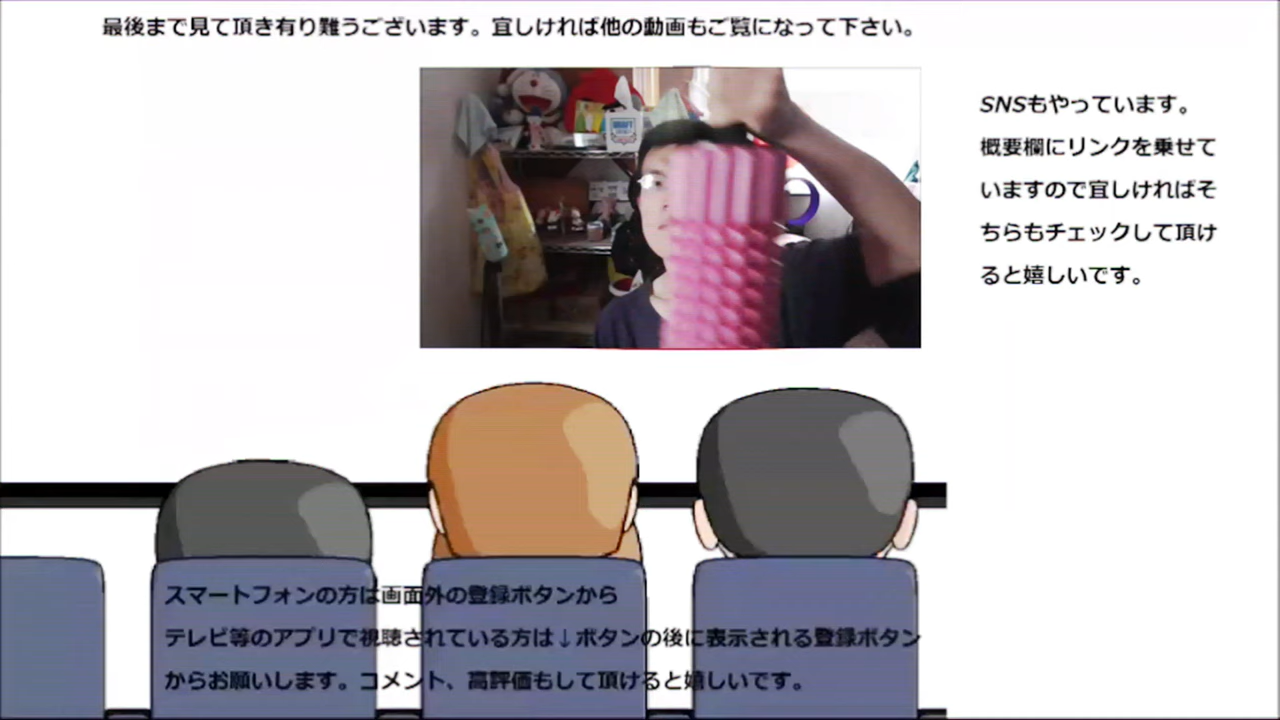 最後まで見て頂き有り難うございます。宜しければ他の動画もご覧になって下さい。
SNSもやっています。
概要欄にリンクを乗せて
いますので宜しければそ
ちらもチェックして頂け
ると嬉しいです。
スマートフォンの方は画面外の登録ボタンから
テレビ等のアプリで視聴されている方は↓ボタンの後に表示される登録ボタン
からお願いします。コメント、高評価もして頂けると嬉しいです。